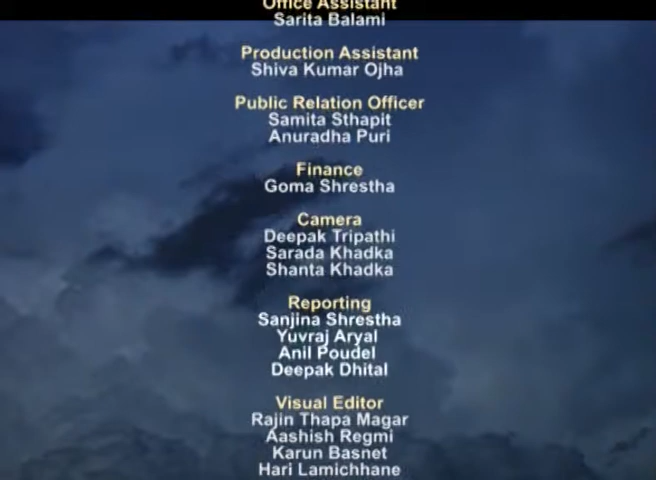 Office Assistant
Sarita Balami
Production Assistant
Shiva Kumar Ojha
Public Relation Officer
Samita Sthapit
Anuradha Puri
Finance
Goma Shrestha
Camera
Deepak Tripathi
Sarada Khadka
Shanta Khadka
Reporting
Sanjina Shrestha
Yuvraj Aryal
Anil Poudel
Deepak Dhital
Visual Editor
Rajin Thapa Magar
Aashish Regmi
Karun Basnet
Hari Lamichhane